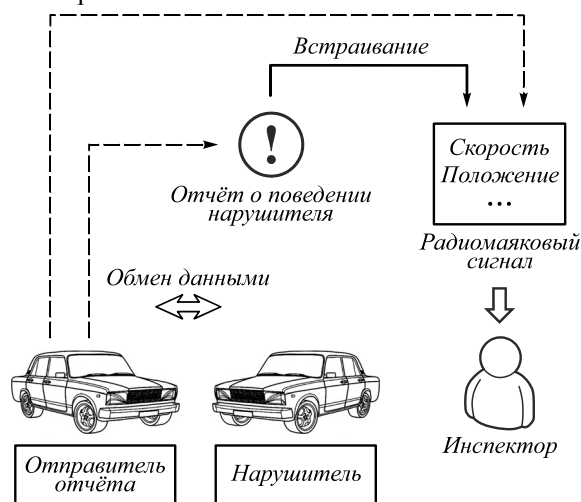 Встраивание
!
Скорость
Положение
...
Отчёт о поведении
нарушителя
Радиомаяковый
сигнал
Обмен данными
Инспектор
Отправитель
отчёта
Нарушитель